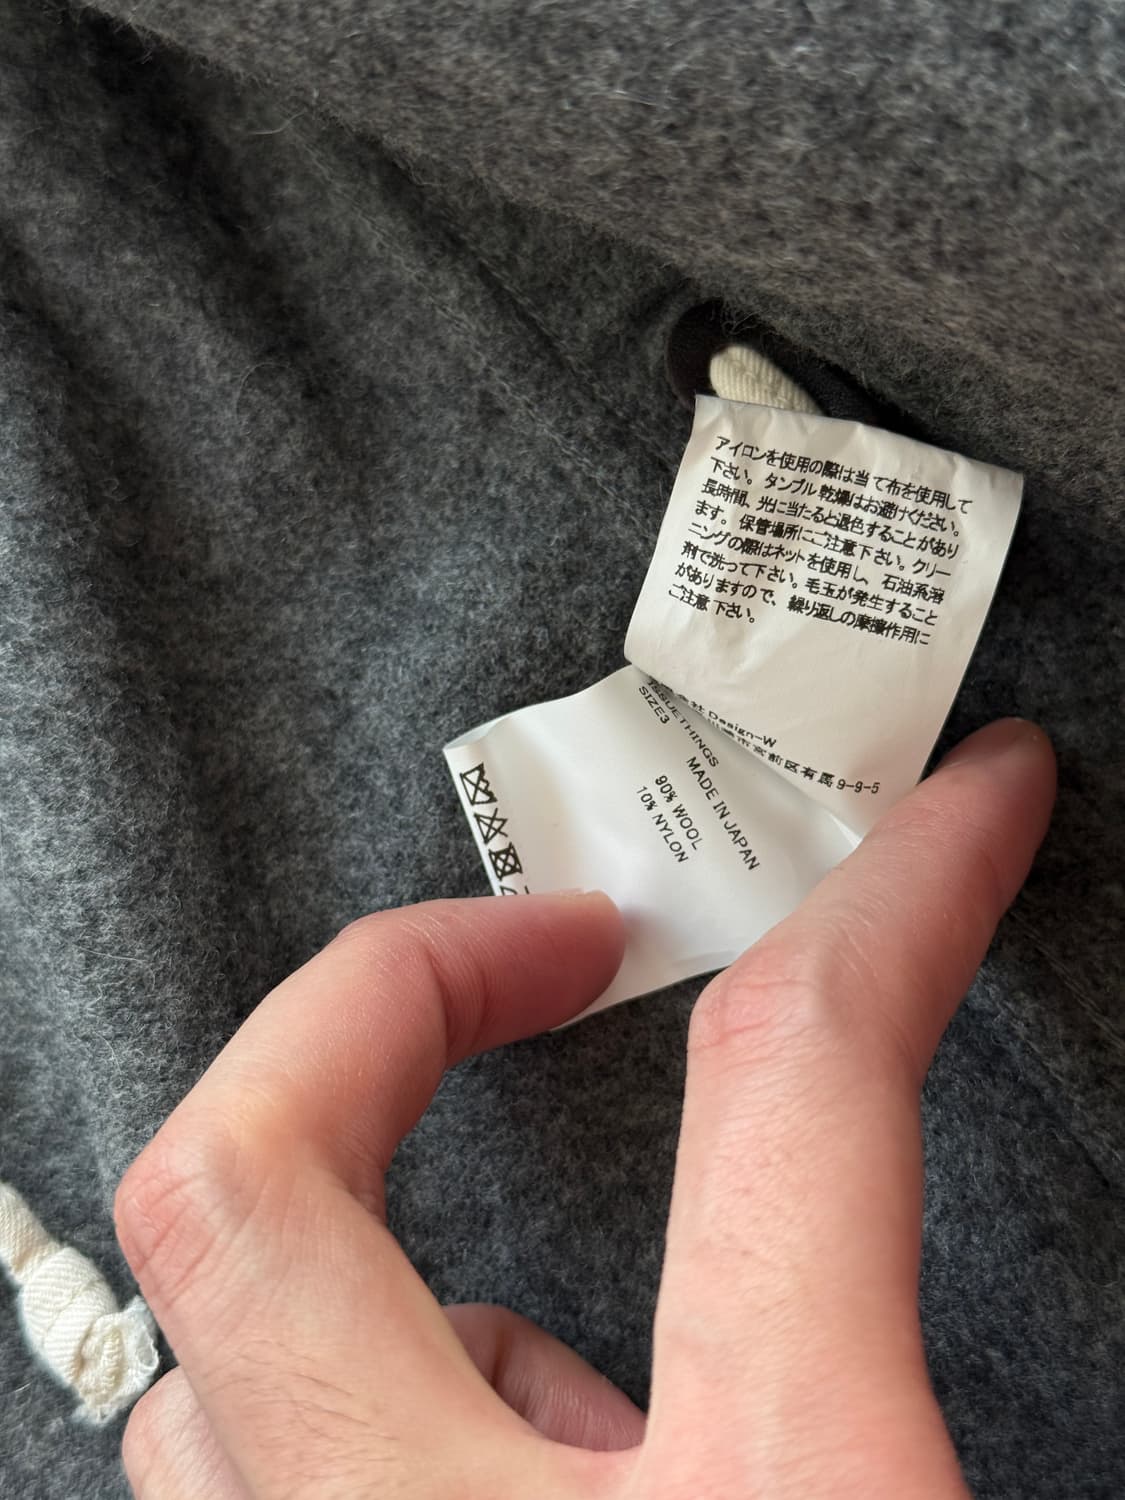 アイロンを使用の際は当て布を使用して
下さい。タンブル乾燥はお避けください。
長時間、光に当たると退色することがあり
ます。保管場所にご注意下さい。クリー
ニングの際はネットを使用し、石油系溶
剤で洗って下さい。毛玉が発生すること
がありますので、繰り返しの摩擦作用に
ご注意下さい。
Design-W
9-9-5
ISSUETHINGS
SIZE3
MADE IN JAPAN
90% WOOL
10% NYLON